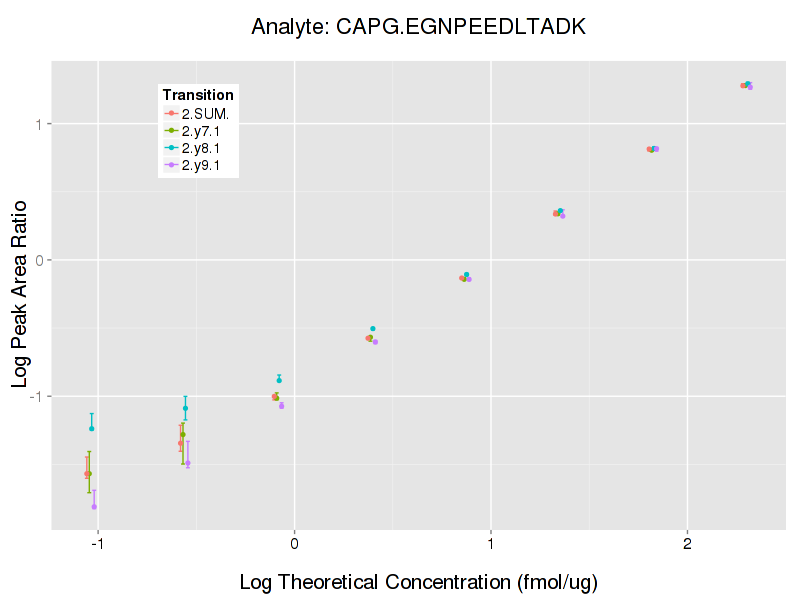 Analyte: CAPG.EGNPEEDLTADK
Transition
2.SUM.
2.y7.1
2.y8.1
2.y9.1
1
0
-1
Log Peak Area Ratio
-1 0 1 2
Log Theoretical Concentration (fmol/ug)